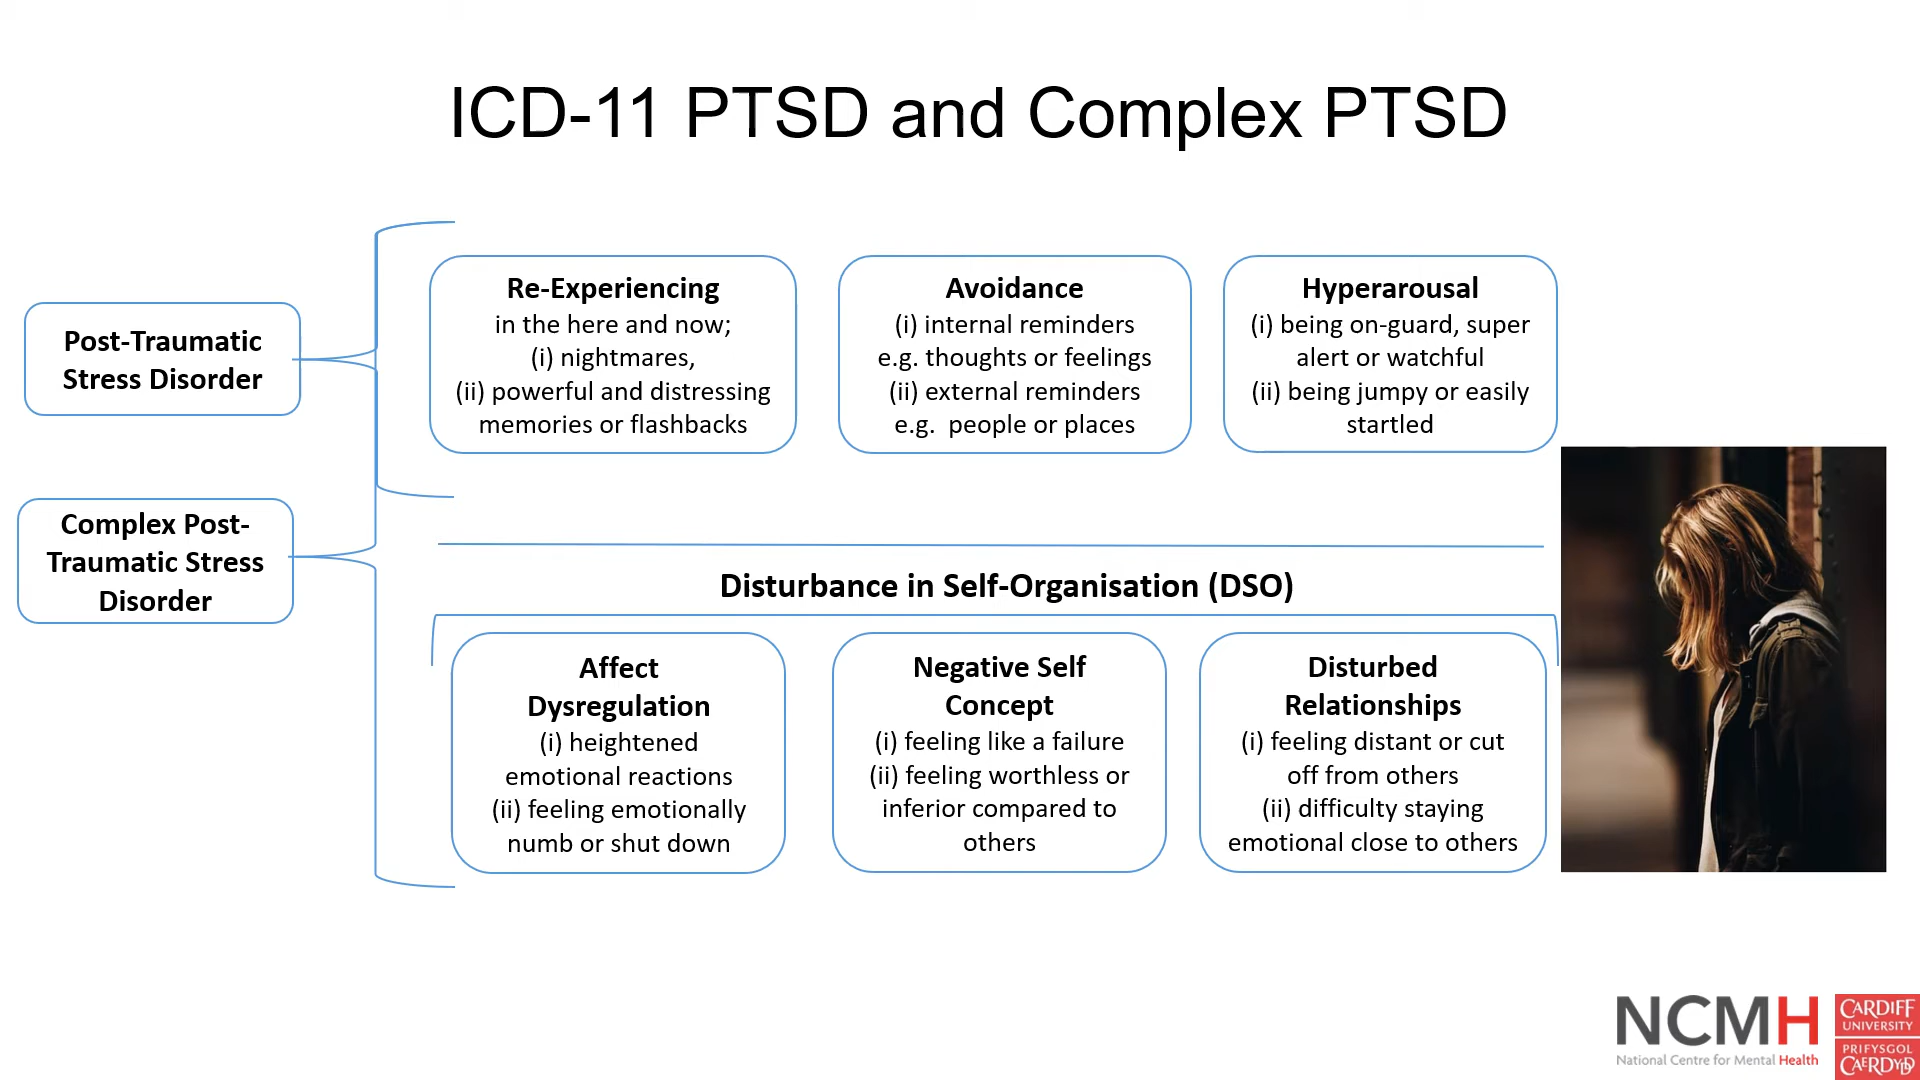 ICD-11 PTSD and Complex PTSD
Post-Traumatic
Stress Disorder
Re-Experiencing
in the here and now;
(i) nightmares,
(ii) powerful and distressing
memories or flashbacks
Avoidance
(i) internal reminders
e.g. thoughts or feelings
(ii) external reminders
e.g. people or places
Hyperarousal
(i) being on-guard, super
alert or watchful
(ii) being jumpy or easily
startled
Complex Post-
Traumatic Stress
Disorder
Disturbance in Self-Organisation (DSO)
Affect
Dysregulation
(i) heightened
emotional reactions
(ii) feeling emotionally
numb or shut down
Negative Self
Concept
(i) feeling like a failure
(ii) feeling worthless or
inferior compared to
others
Disturbed
Relationships
(i) feeling distant or cut
off from others
(ii) difficulty staying
emotional close to others
NCMH
National Centre for Mental Health
CARDIFF
UNIVERSITY
PRIFYSGOL
CAERDYDD